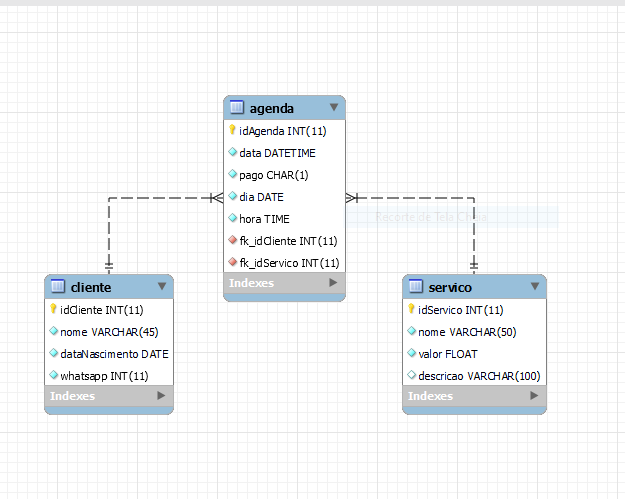 agenda
idAgenda INT(11)
data DATETIME
pago CHAR(1)
dia DATE
hora TIME
fk_idCliente INT(11)
fk_idServico INT(11)
Indexes
cliente
idCliente INT(11)
nome VARCHAR(45)
dataNascimento DATE
whatsapp INT(11)
Indexes
servico
idServico INT(11)
nome VARCHAR(50)
valor FLOAT
descricao VARCHAR(100)
Indexes
Recorte de Tela Cheia